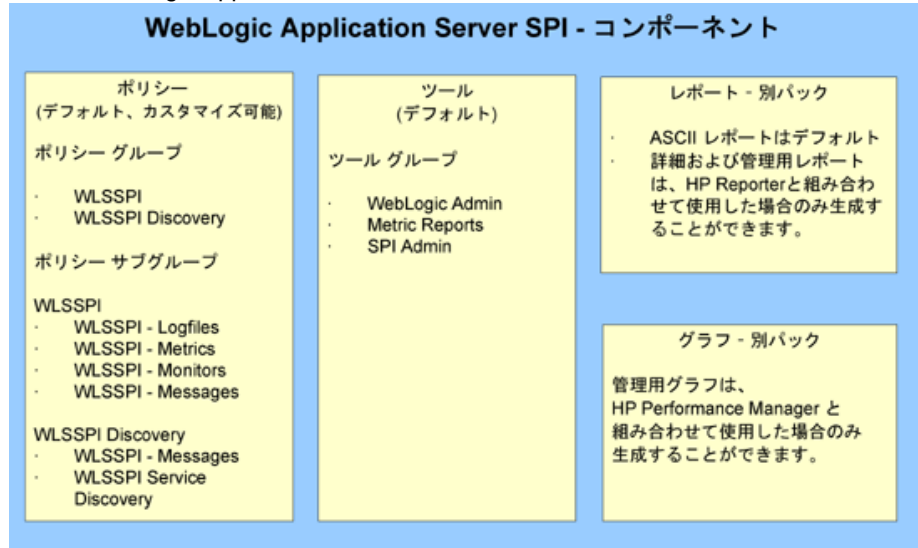 WebLogic Application Server SPI - コンポーネント
ポリシー
(デフォルト、カスタマイズ可能)
ポリシー グループ
· WLSSPI
· WLSSPI Discovery
ポリシー サブグループ
WLSSPI
· WLSSPI - Logfiles
· WLSSPI - Metrics
· WLSSPI - Monitors
· WLSSPI - Messages
WLSSPI Discovery
· WLSSPI - Messages
· WLSSPI Service
Discovery
ツール
(デフォルト)
ツール グループ
· WebLogic Admin
· Metric Reports
· SPI Admin
レポート - 別パック
· ASCII レポートはデフォルト
· 詳細および管理用レポート
は、HP Reporterと組み合わ
せて使用した場合のみ生成す
ることができます。
グラフ - 別パック
管理用グラフは、
HP Performance Manager と
組み合わせて使用した場合のみ
生成することができます。